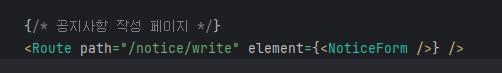 {/* 공지사항 작성 페이지 */}
<Route path="/notice/write" element={<NoticeForm />} />